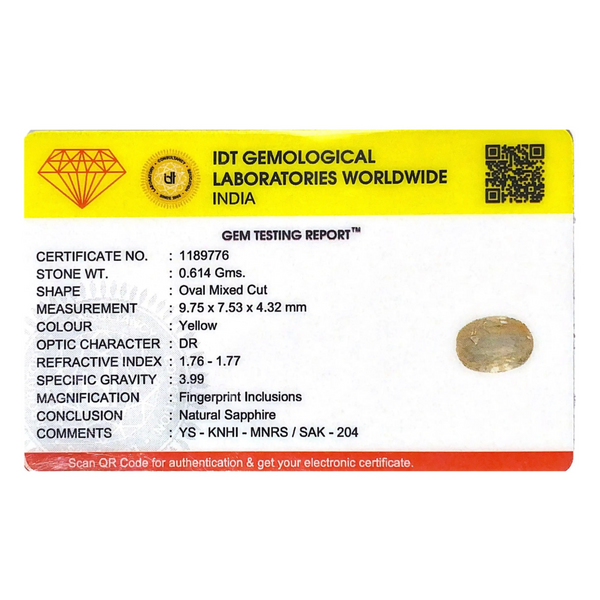 IDT GEMOLOGICAL
LABORATORIES WORLDWIDE
INDIA
GEM TESTING REPORT™
CERTIFICATE NO. : 1189776
STONE WT. : 0.614 Gms.
SHAPE : Oval Mixed Cut
MEASUREMENT : 9.75 x 7.53 x 4.32 mm
COLOUR : Yellow
OPTIC CHARACTER : DR
REFRACTIVE INDEX : 1.76 - 1.77
SPECIFIC GRAVITY : 3.99
MAGNIFICATION : Fingerprint Inclusions
CONCLUSION : Natural Sapphire
COMMENTS : YS - KNHI - MNRS / SAK - 204
Scan QR Code for authentication & get your electronic certificate.